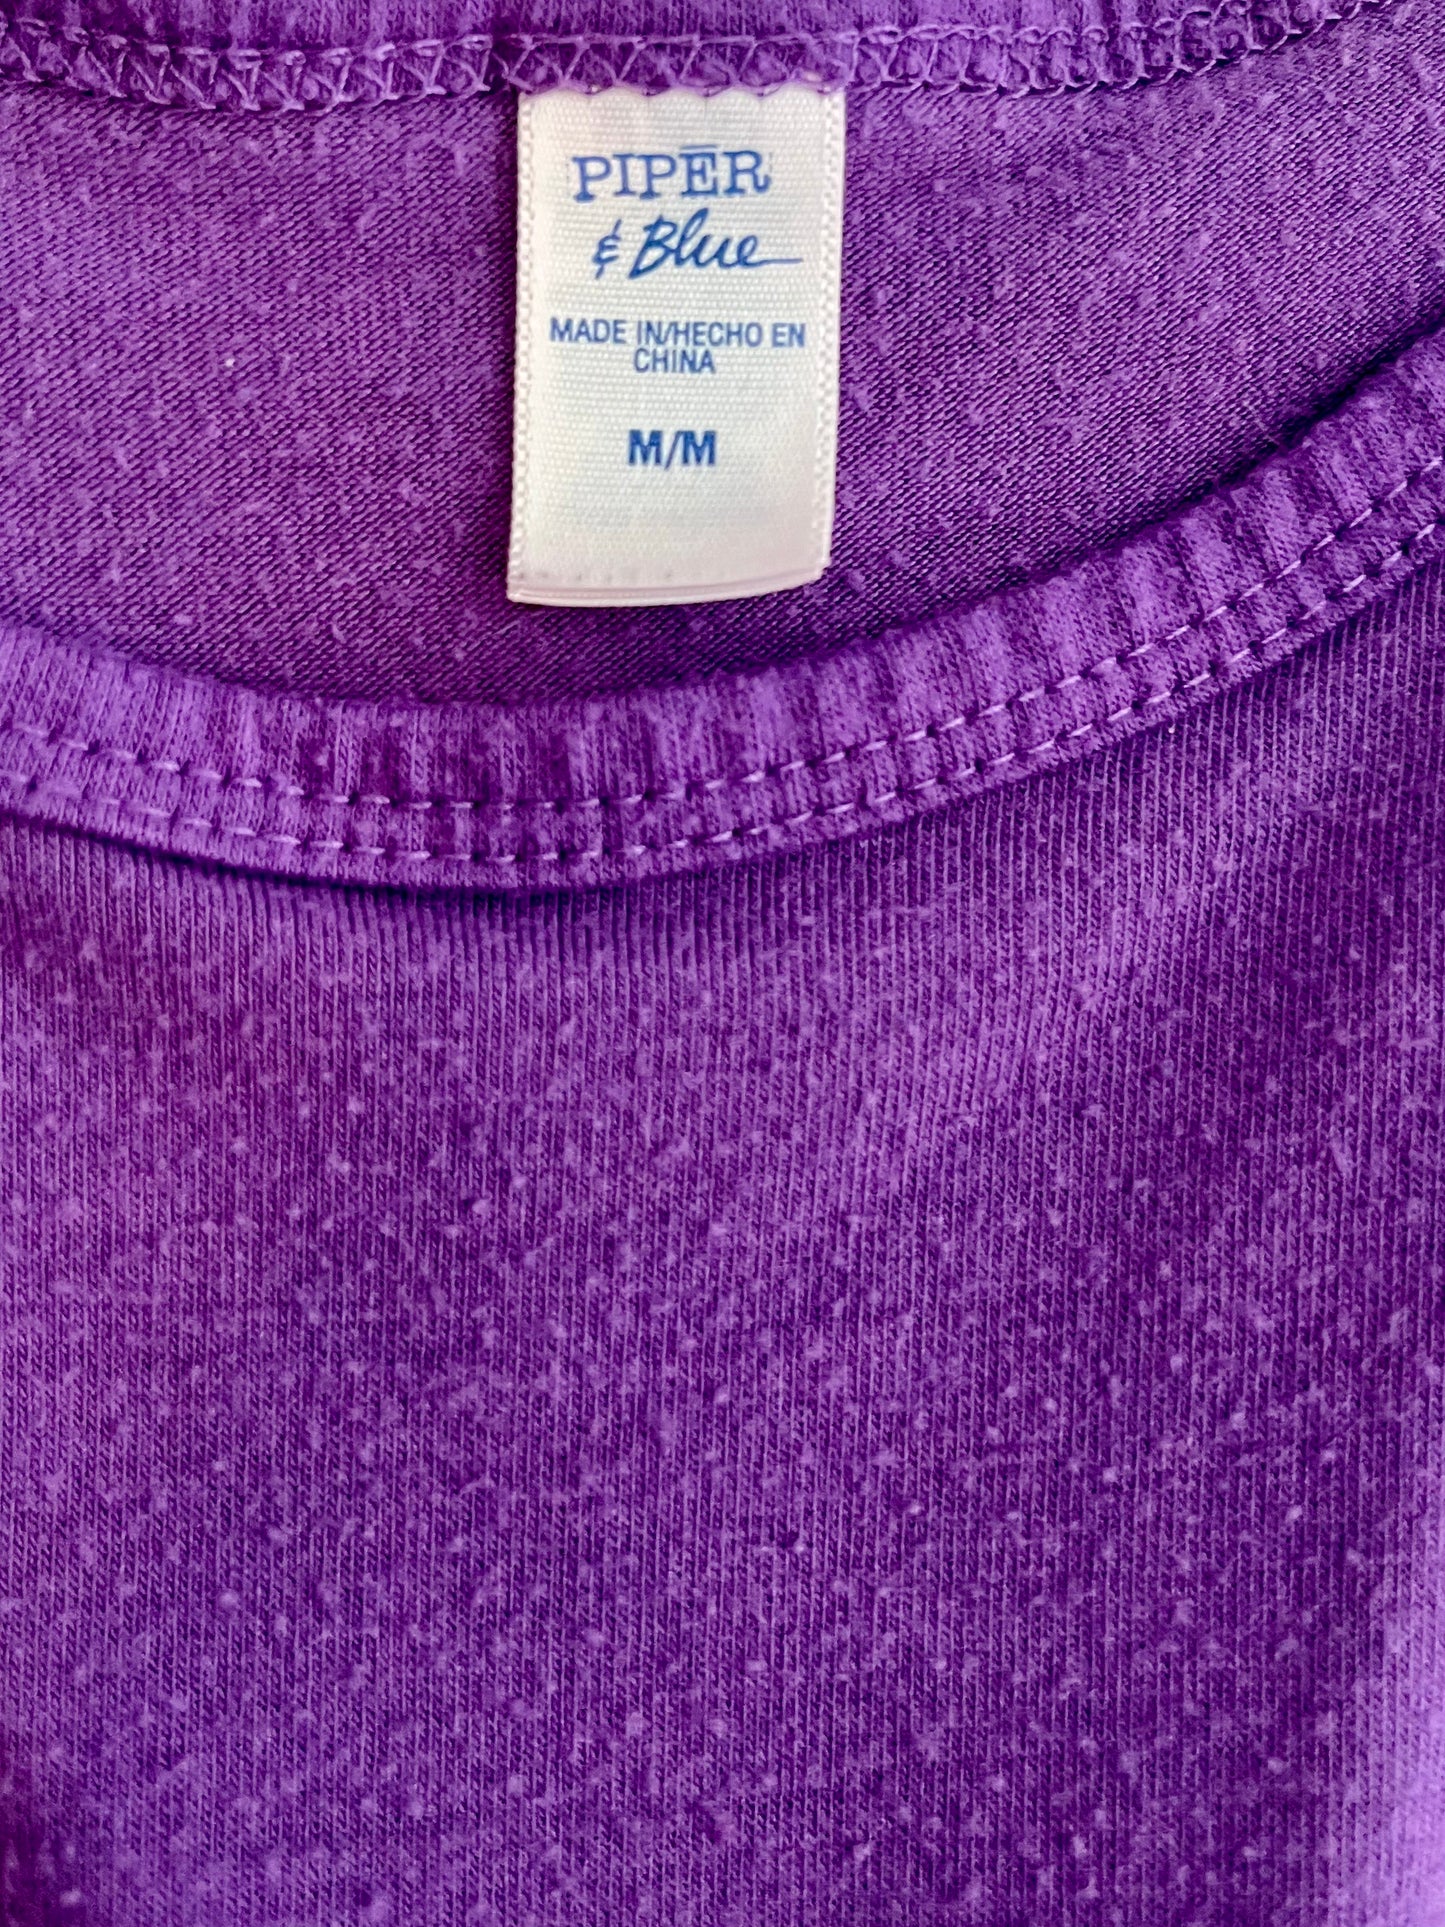 PIPĒR
& Blue
MADE IN/HECHO EN
CHINA
M/M